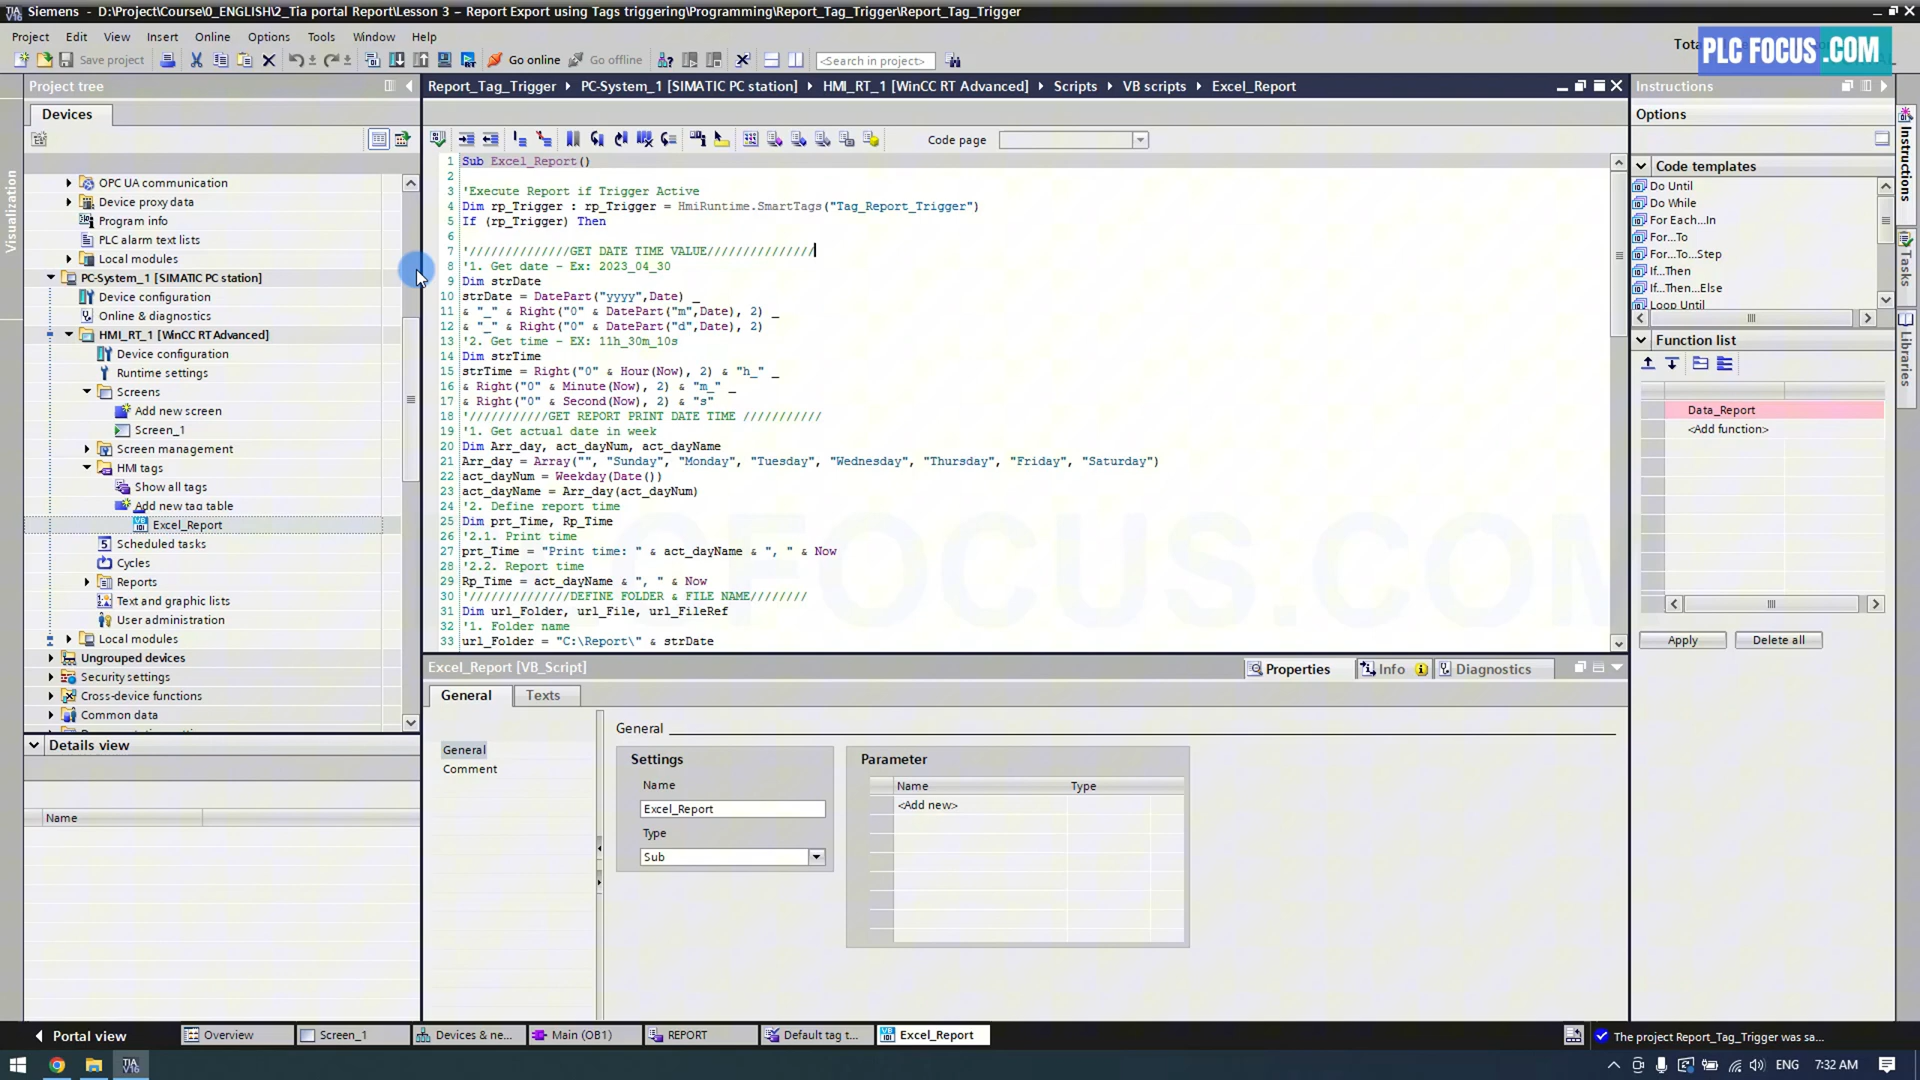 Siemens - D:\Project\Course\0_ENGLISH\2_Tia portal Report\Lesson 3 – Report Export using Tags triggering\Programming\Report_Tag_Trigger\Report_Tag_Trigger
Project Edit View Insert Online Options Tools Window Help
PLC FOCUS .COM
Save project
Go online
Go offline
<Search in project>
Project tree
Report_Tag_Trigger PC-System_1 [SIMATIC PC station] HMI_RT_1 [WinCC RT Advanced] Scripts VB scripts Excel_Report
Instructions
Devices
Options
Code page
Visualization
OPC UA communication
Device proxy data
Program info
PLC alarm text lists
Local modules
PC-System_1 [SIMATIC PC station]
Device configuration
Online & diagnostics
HMI_RT_1 [WinCC RT Advanced]
Device configuration
Runtime settings
Screens
Add new screen
Screen_1
Screen management
HMI tags
Show all tags
Add new tag table
Excel_Report
Scheduled tasks
Cycles
Reports
Text and graphic lists
User administration
Local modules
Ungrouped devices
Security settings
Cross-device functions
Common data
Details view
Name
1 Sub Excel_Report()
2
3 'Execute Report if Trigger Active
4 Dim rp_Trigger : rp_Trigger = HmiRuntime.SmartTags("Tag_Report_Trigger")
5 If (rp_Trigger) Then
6
7 '//////////////GET DATE TIME VALUE///////////////
8 '1. Get date - Ex: 2023_04_30
9 Dim strDate
10 strDate = DatePart("yyyy",Date) _
11 & "_" & Right("0" & DatePart("m",Date), 2) _
12 & "_" & Right("0" & DatePart("d",Date), 2)
13 '2. Get time - EX: 11h_30m_10s
14 Dim strTime
15 strTime = Right("0" & Hour(Now), 2) & "h_" _
16 & Right("0" & Minute(Now), 2) & "m_" _
17 & Right("0" & Second(Now), 2) & "s"
18 '///////////GET REPORT PRINT DATE TIME ///////////
19 '1. Get actual date in week
20 Dim Arr_day, act_dayNum, act_dayName
21 Arr_day = Array("", "Sunday", "Monday", "Tuesday", "Wednesday", "Thursday", "Friday", "Saturday")
22 act_dayNum = Weekday(Date())
23 act_dayName = Arr_day(act_dayNum)
24 '2. Define report time
25 Dim prt_Time, Rp_Time
26 '2.1. Print time
27 prt_Time = "Print time: " & act_dayName & ", " & Now
28 '2.2. Report time
29 Rp_Time = act_dayName & ", " & Now
30 '//////////////DEFINE FOLDER & FILE NAME////////
31 Dim url_Folder, url_File, url_FileRef
32 '1. Folder name
33 url_Folder = "C:\Report\" & strDate
Code templates
Do Until
Do While
For Each...In
For...To
For...To...Step
If...Then
If...Then...Else
Loop Until
Function list
Data_Report
<Add function>
Apply
Delete all
Instructions
Tasks
Libraries
Excel_Report [VB_Script]
Properties
Info
Diagnostics
General
Texts
General
Comment
General
Settings
Name
Excel_Report
Type
Sub
Parameter
Name Type
<Add new>
Portal view
Overview
Screen_1
Devices & ne...
Main (OB1)
REPORT
Default tag t...
Excel_Report
The project Report_Tag_Trigger was sa...
ENG
7:32 AM